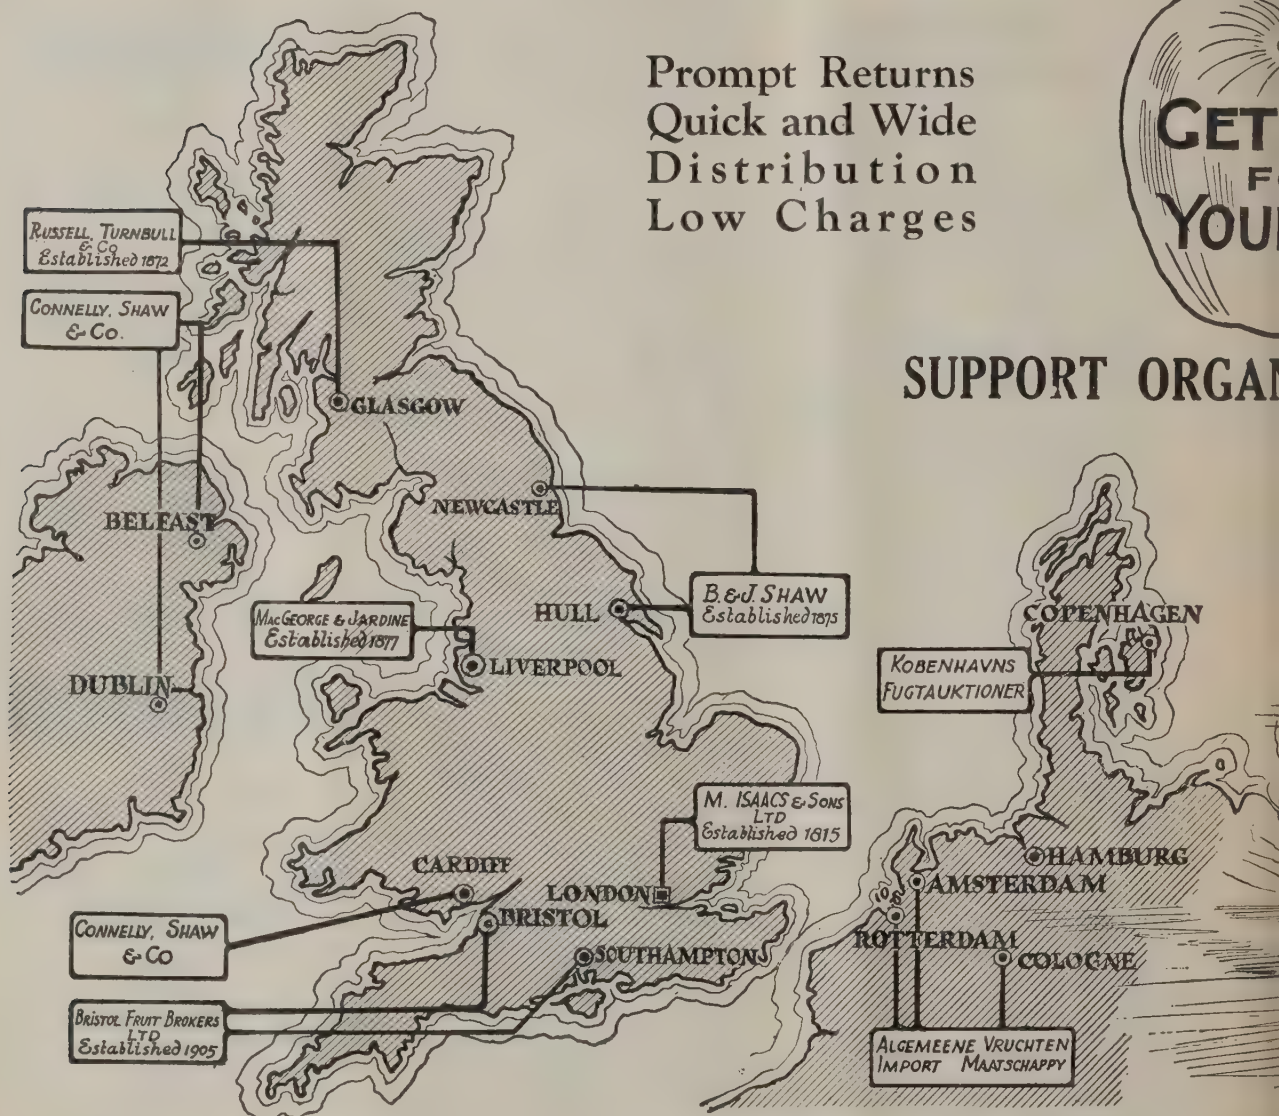 Prompt Returns
Quick and Wide
Distribution
Low Charges
GET
YOU
SUPPORT ORGAN
RUSSELL, TURNBULL
& Co
Established 1872
CONNELLY, SHAW
& Co.
GLASGOW
BELFAST
NEWCASTLE
B. & J. SHAW
Established 1875
HULL
MACGEORGE & JARDINE
Established 1877
LIVERPOOL
DUBLIN
COPENHAGEN
KOBENHAVNS
FUGTAUKTIONER
M. ISAACS & SONS
LTD
Established 1815
CARDIFF
LONDON
BRISTOL
SOUTHAMPTON
HAMBURG
AMSTERDAM
ROTTERDAM
COLOGNE
CONNELLY, SHAW
& Co
BRISTOL FRUIT BROKERS
LTD
Established 1905
ALGEMEENE VRUCHTEN
IMPORT MAATSCHAPPY